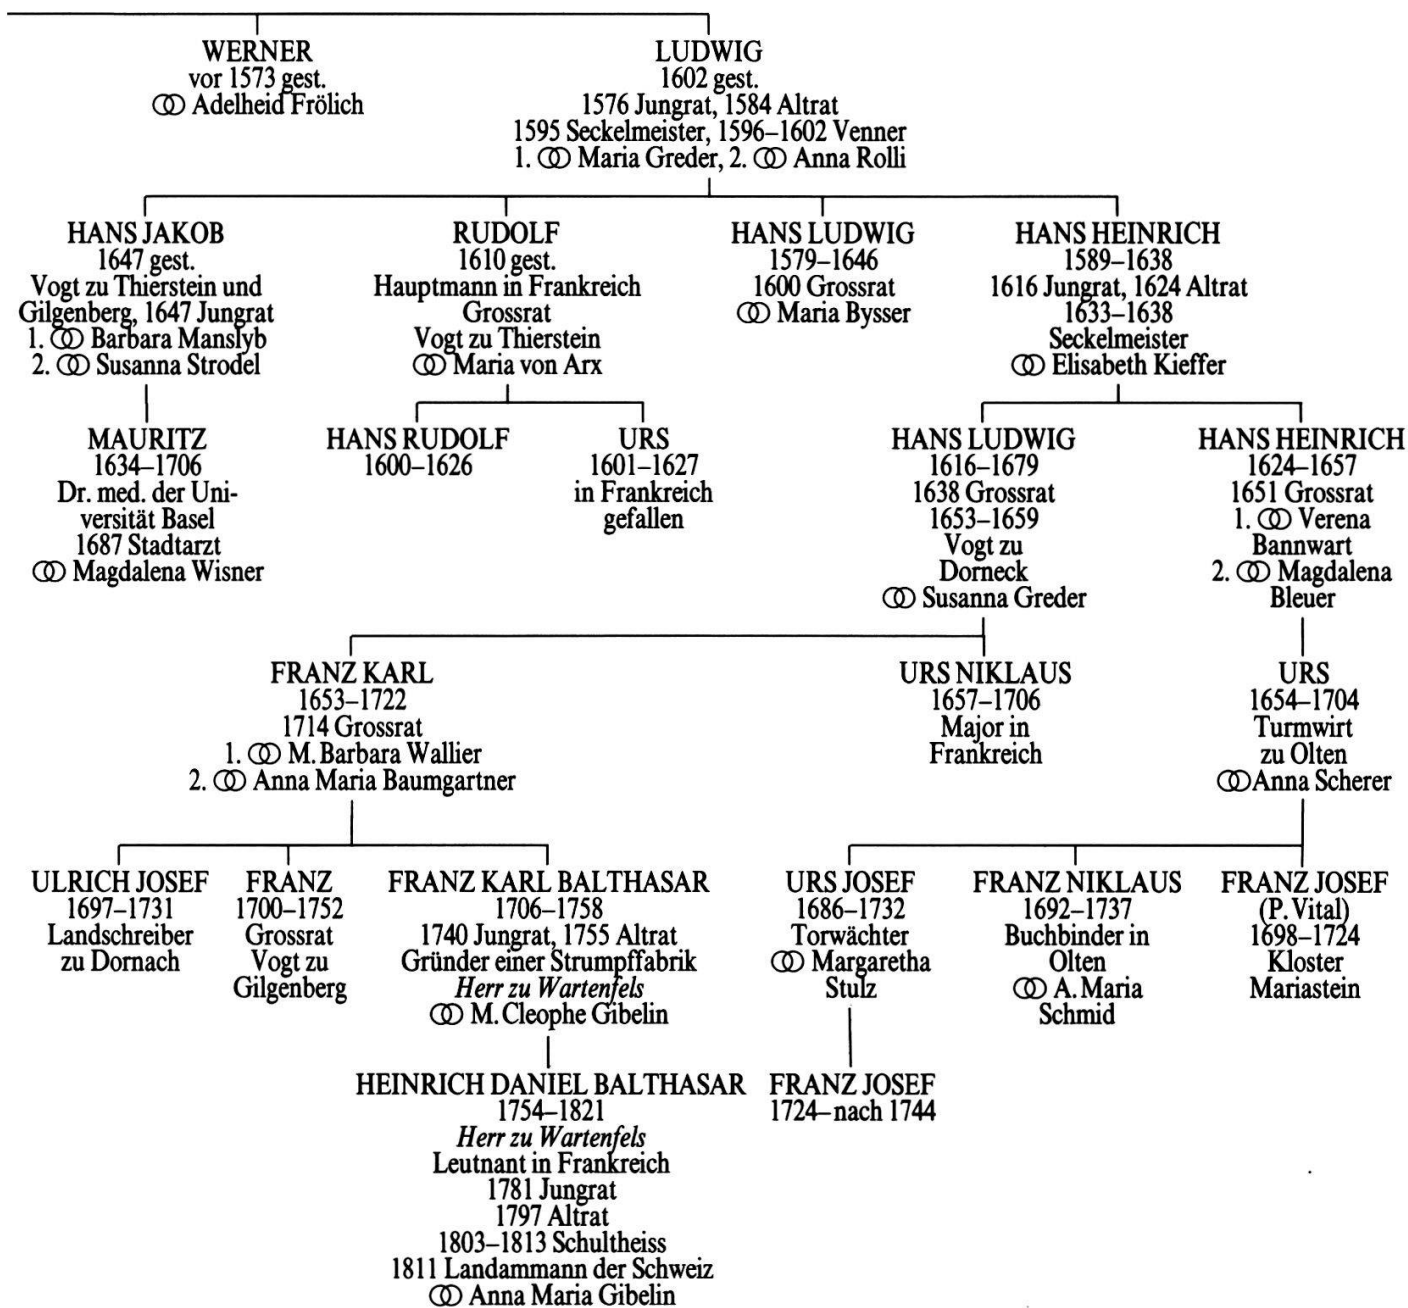 WERNER
vor 1573 gest.
⚭ Adelheid Frölich
LUDWIG
1602 gest.
1576 Jungrat, 1584 Altrat
1595 Seckelmeister, 1596–1602 Venner
1. ⚭ Maria Greder, 2. ⚭ Anna Rolli
HANS JAKOB
1647 gest.
Vogt zu Thierstein und
Gilgenberg, 1647 Jungrat
1. ⚭ Barbara Manslyb
2. ⚭ Susanna Strodel
RUDOLF
1610 gest.
Hauptmann in Frankreich
Grossrat
Vogt zu Thierstein
⚭ Maria von Arx
HANS LUDWIG
1579–1646
1600 Grossrat
⚭ Maria Bysser
HANS HEINRICH
1589–1638
1616 Jungrat, 1624 Altrat
1633–1638
Seckelmeister
⚭ Elisabeth Kieffer
MAURITZ
1634–1706
Dr. med. der Uni-
versität Basel
1687 Stadtarzt
⚭ Magdalena Wisner
HANS RUDOLF
1600–1626
URS
1601–1627
in Frankreich
gefallen
HANS LUDWIG
1616–1679
1638 Grossrat
1653–1659
Vogt zu
Dorneck
⚭ Susanna Greder
HANS HEINRICH
1624–1657
1651 Grossrat
1. ⚭ Verena
Bannwart
2. ⚭ Magdalena
Bleuer
FRANZ KARL
1653–1722
1714 Grossrat
1. ⚭ M. Barbara Wallier
2. ⚭ Anna Maria Baumgartner
URS NIKLAUS
1657–1706
Major in
Frankreich
URS
1654–1704
Turmwirt
zu Olten
⚭ Anna Scherer
ULRICH JOSEF
1697–1731
Landschreiber
zu Dornach
FRANZ
1700–1752
Grossrat
Vogt zu
Gilgenberg
FRANZ KARL BALTHASAR
1706–1758
1740 Jungrat, 1755 Altrat
Gründer einer Strumpffabrik
Herr zu Wartenfels
⚭ M. Cleophe Gibelin
URS JOSEF
1686–1732
Torwächter
⚭ Margaretha
Stulz
FRANZ NIKLAUS
1692–1737
Buchbinder in
Olten
⚭ A. Maria
Schmid
FRANZ JOSEF
(P. Vital)
1698–1724
Kloster
Mariastein
HEINRICH DANIEL BALTHASAR
1754–1821
Herr zu Wartenfels
Leutnant in Frankreich
1781 Jungrat
1797 Altrat
1803–1813 Schultheiss
1811 Landammann der Schweiz
⚭ Anna Maria Gibelin
FRANZ JOSEF
1724–nach 1744